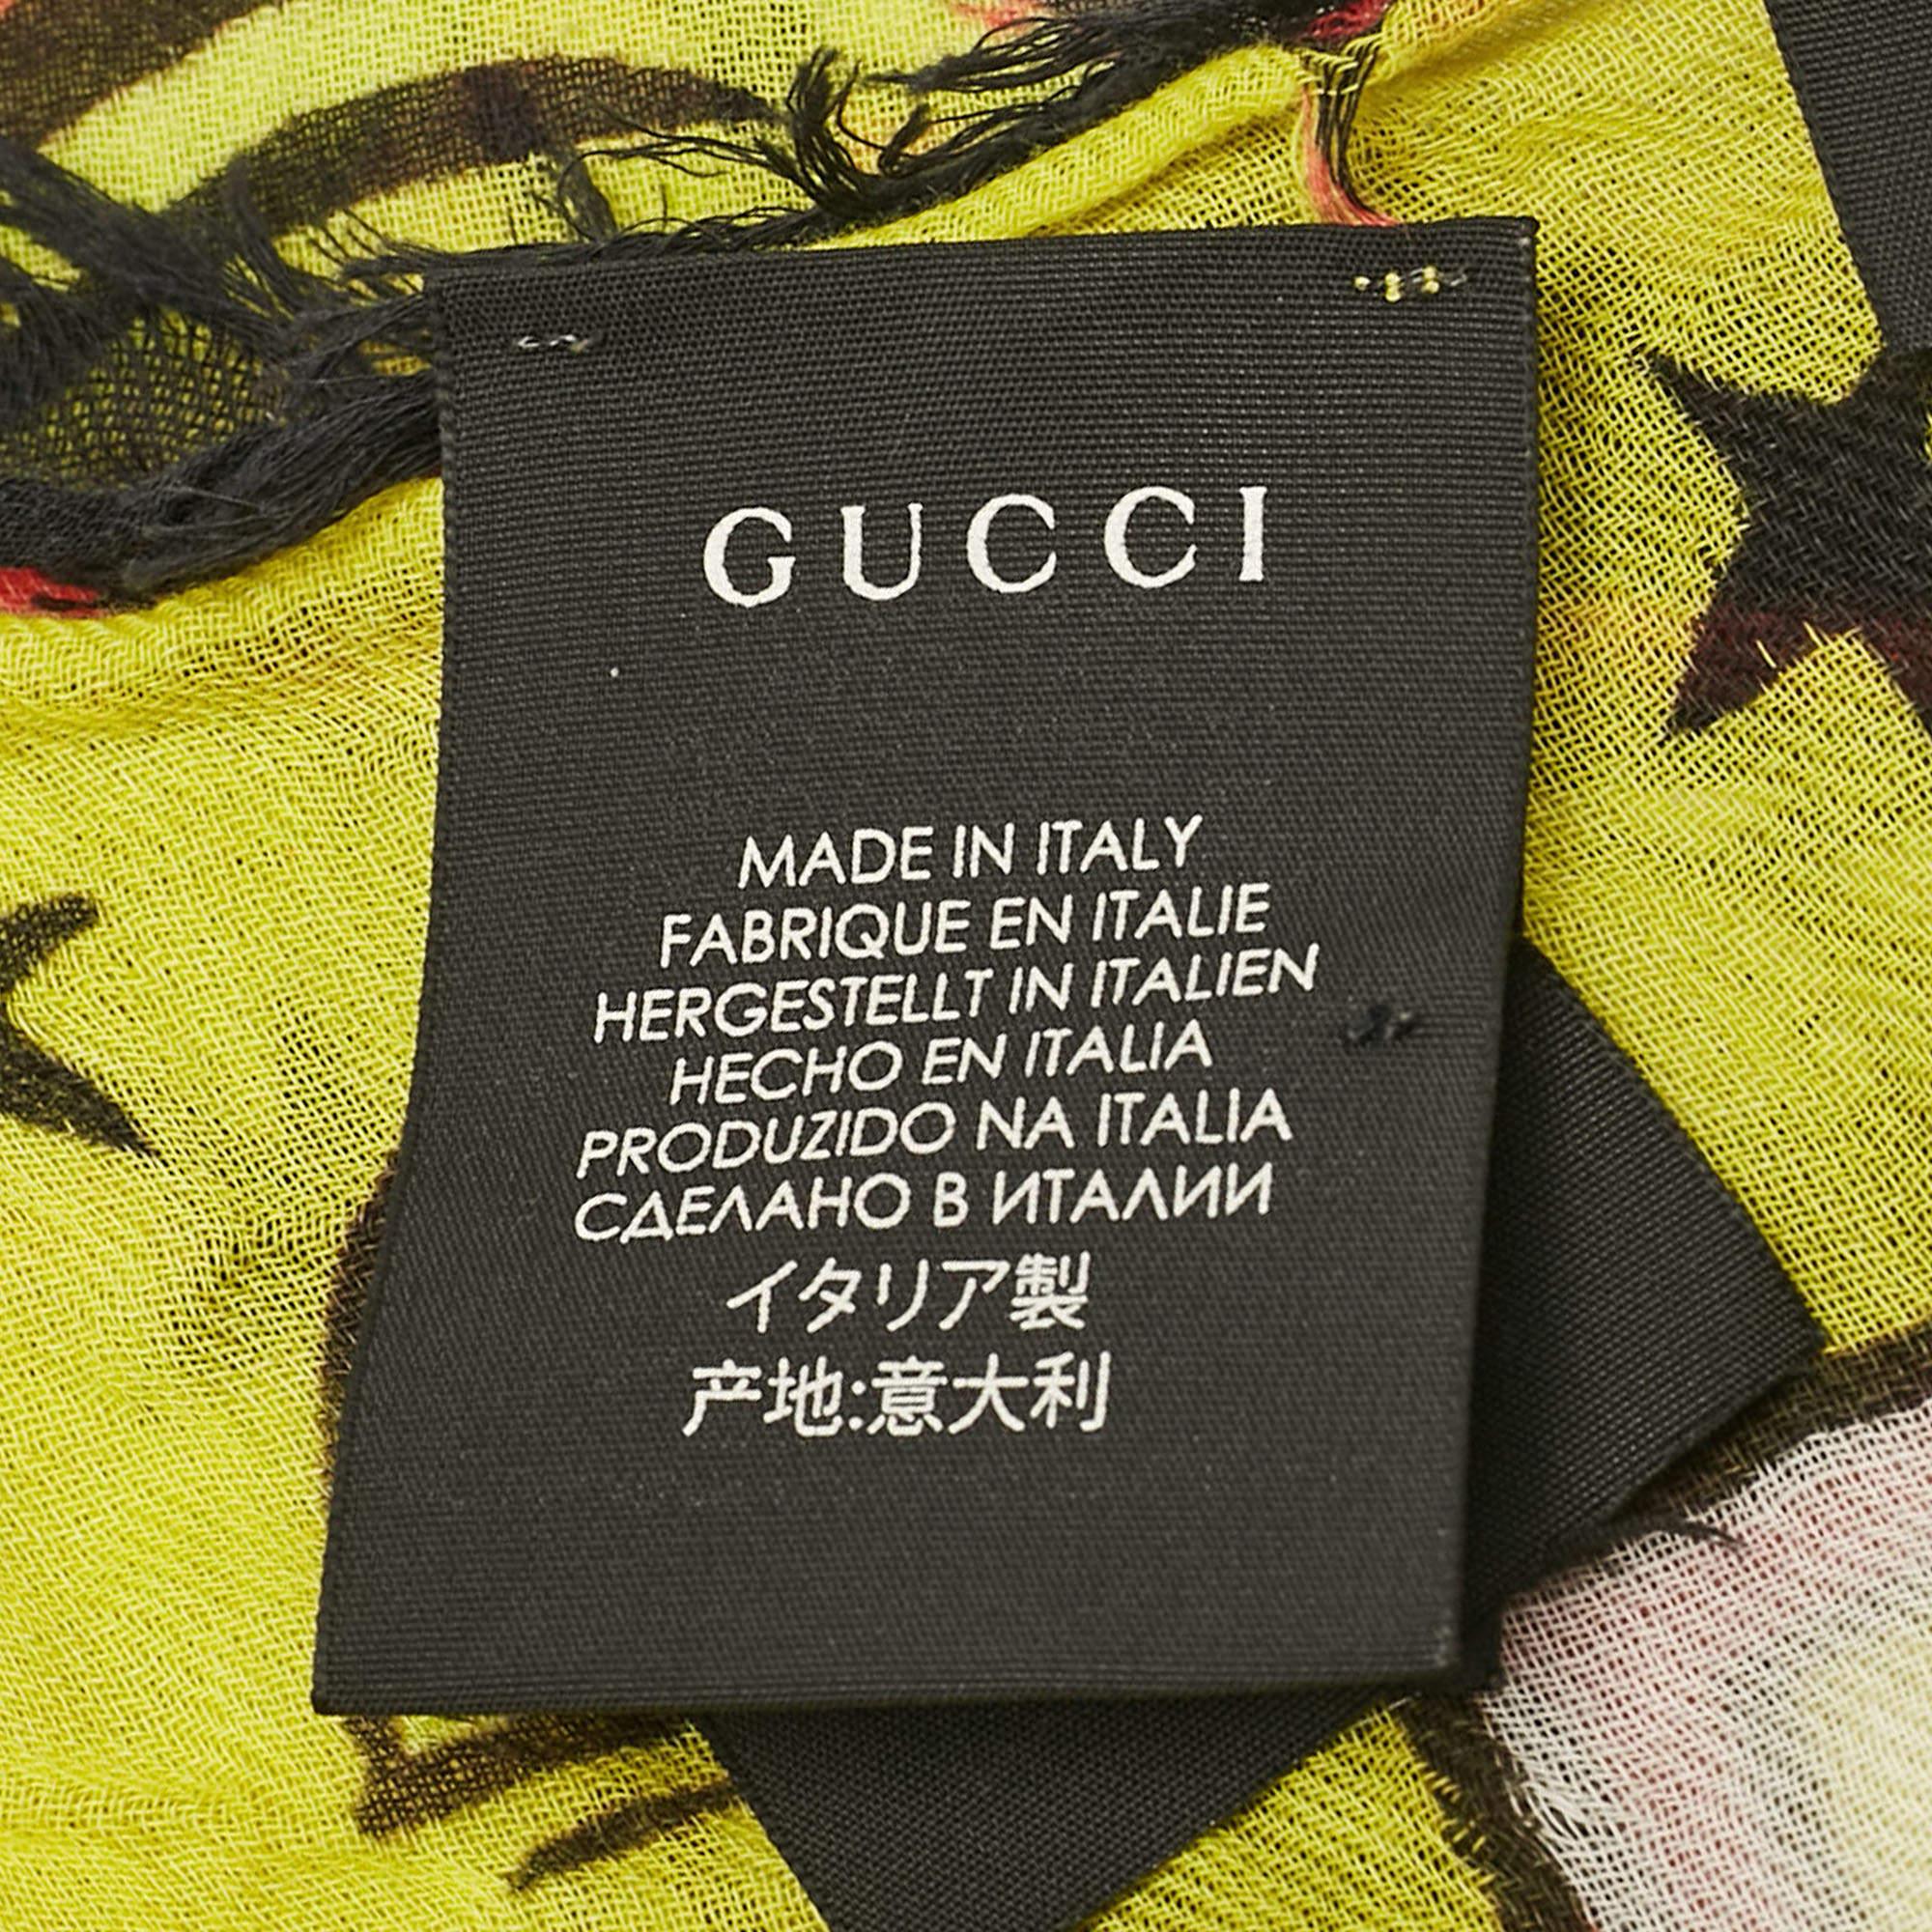 GUCCI
MADE IN ITALY
FABRIQUE EN ITALIE
HERGESTELLT IN ITALIEN
HECHO EN ITALIA
PRODUZIDO NA ITALIA
СДЕЛАНО В ИТАЛИИ
イタリア製
产地:意大利